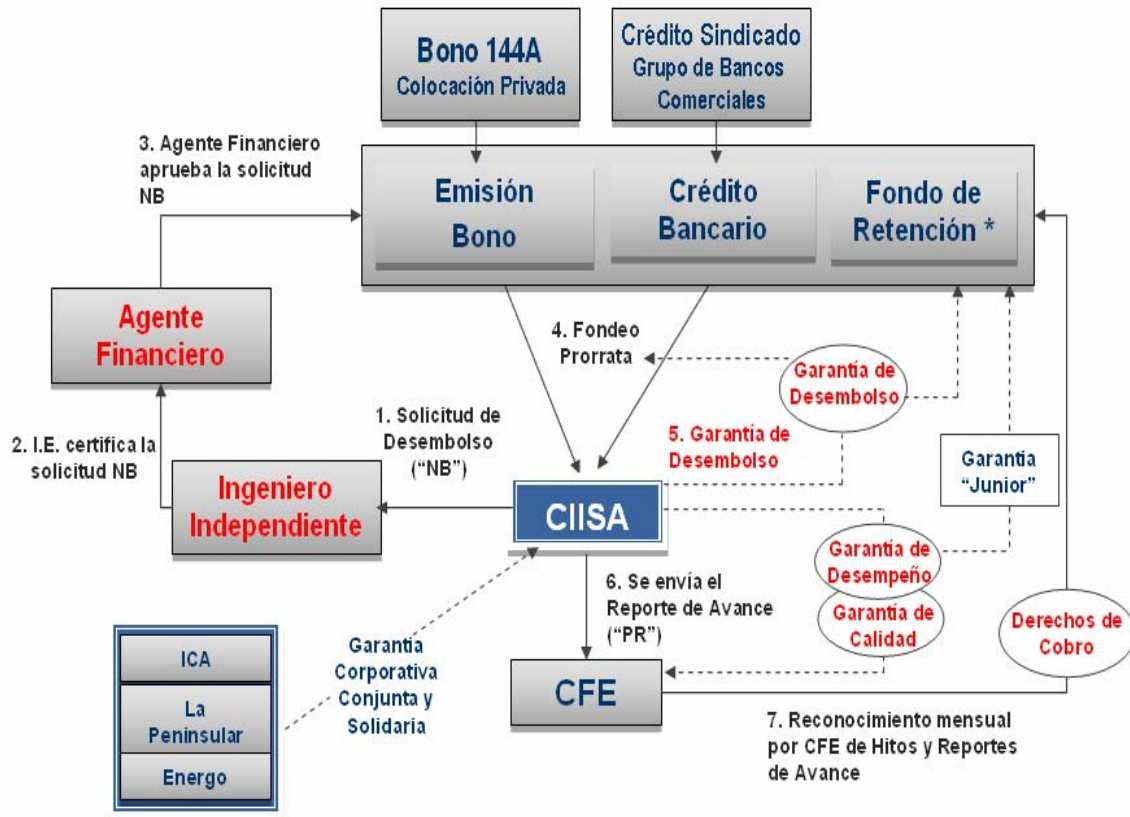 Bono 144A
Colocación Privada
Crédito Sindicado
Grupo de Bancos
Comerciales
3. Agente Financiero
aprueba la solicitud
NB
Emisión
Bono
Crédito
Bancario
Fondo de
Retención *
Agente
Financiero
4. Fondeo
Prorrata
Garantía de
Desembolso
1. Solicitud de
Desembolso
(“NB”)
5. Garantía de
Desembolso
2. I.E. certifica la
solicitud NB
Garantía
“Junior”
Ingeniero
Independiente
CIISA
Garantía de
Desempeño
Garantía de
Calidad
6. Se envía el
Reporte de Avance
(“PR”)
Derechos de
Cobro
ICA
La
Peninsular
Energo
Garantía
Corporativa
Conjunta y
Solidaria
CFE
7. Reconocimiento mensual
por CFE de Hitos y Reportes
de Avance